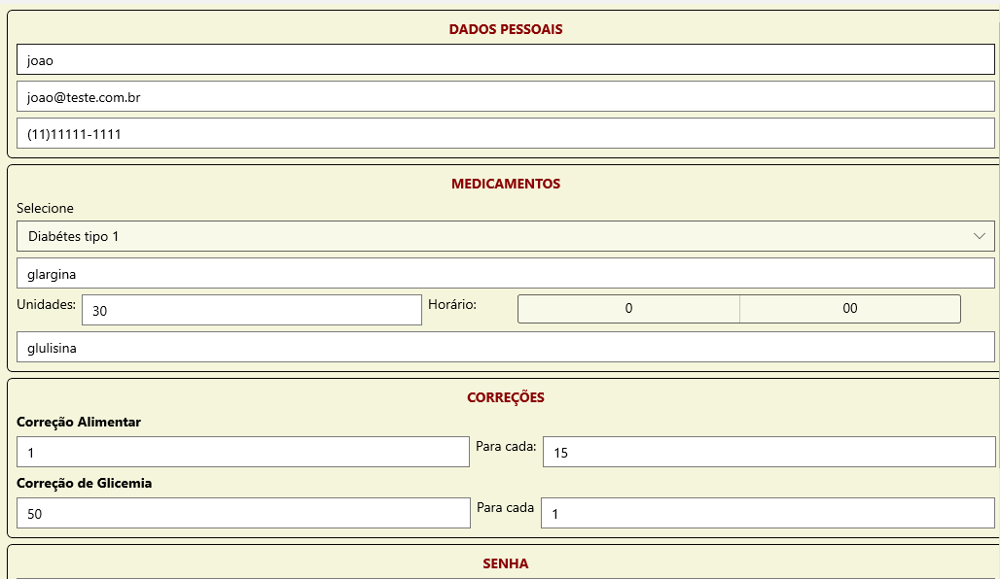 DADOS PESSOAIS
joao
joao@teste.com.br
(11)11111-1111
MEDICAMENTOS
Selecione
Diabétes tipo 1
glargina
Unidades: 30 Horário: 0 00
glulisina
CORREÇÕES
Correção Alimentar
1 Para cada: 15
Correção de Glicemia
50 Para cada 1
SENHA